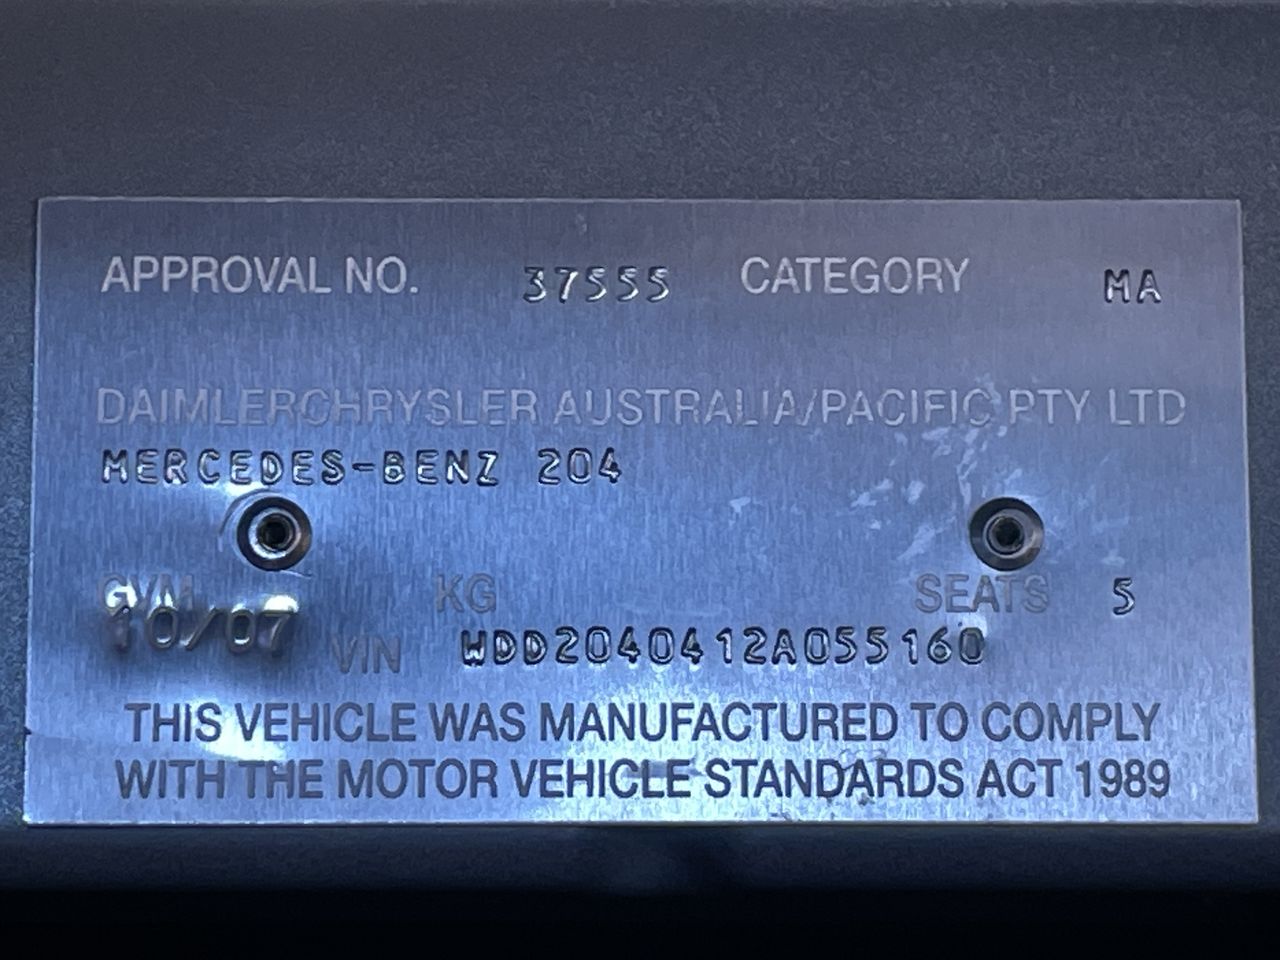 APPROVAL NO. 37555 CATEGORY MA
DAIMLERCHRYSLER AUSTRALIA/PACIFIC PTY LTD
MERCEDES-BENZ 204
GVM KG SEATS 5
10/07 VIN WDD2040412A055160
THIS VEHICLE WAS MANUFACTURED TO COMPLY
WITH THE MOTOR VEHICLE STANDARDS ACT 1989